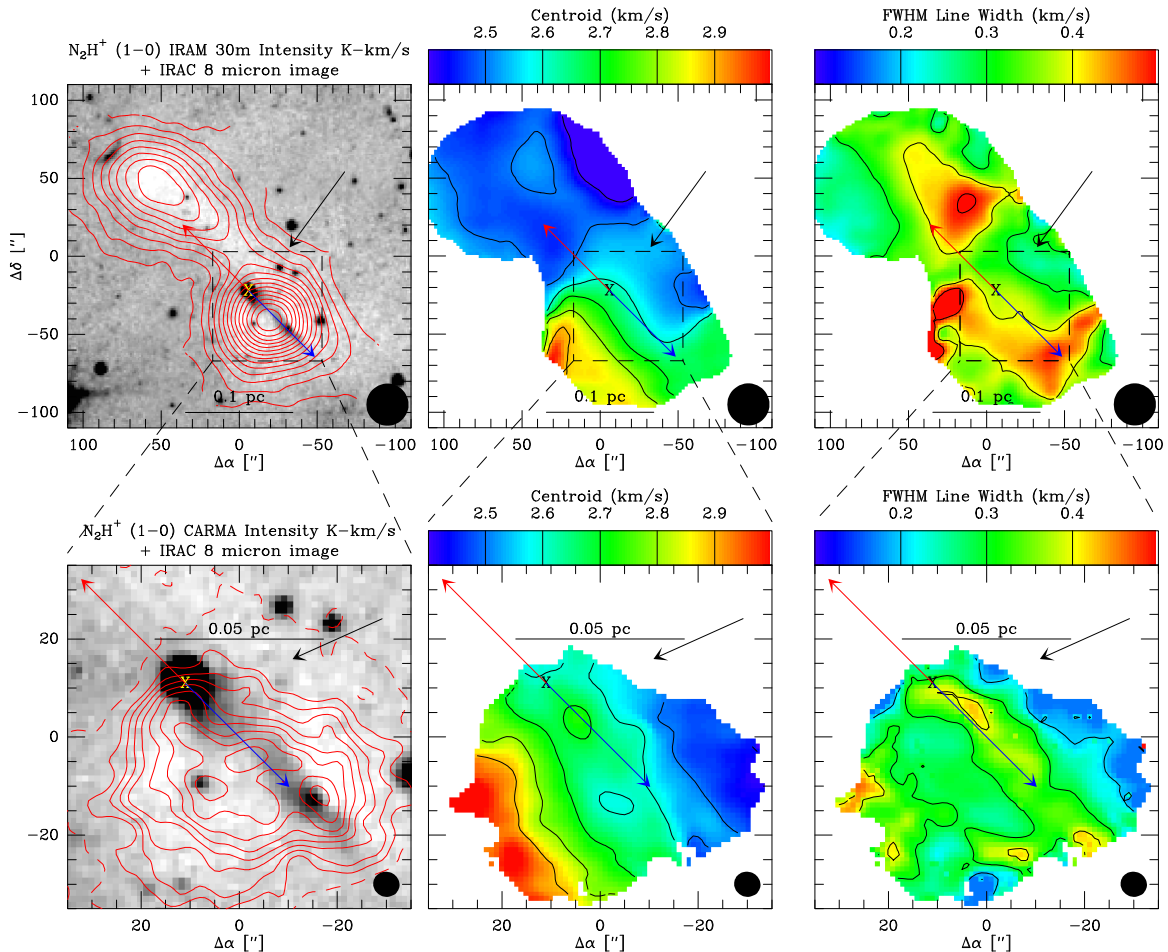 Centroid (km/s)
FWHM Line Width (km/s)
2.5 2.6 2.7 2.8 2.9
0.2 0.3 0.4
N₂H⁺ (1−0) IRAM 30m Intensity K−km/s
+ IRAC 8 micron image
Δδ [″]
100
50
0
−50
−100
X
X
X
0.1 pc
0.1 pc
0.1 pc
100 50 0 −50 −100
100 50 0 −50 −100
100 50 0 −50 −100
Δα [″]
Δα [″]
Δα [″]
Centroid (km/s)
FWHM Line Width (km/s)
2.5 2.6 2.7 2.8 2.9
0.2 0.3 0.4
N₂H⁺ (1−0) CARMA Intensity K−km/s
+ IRAC 8 micron image
20
0
−20
0.05 pc
0.05 pc
0.05 pc
X
X
X
20 0 −20
20 0 −20
20 0 −20
Δα [″]
Δα [″]
Δα [″]